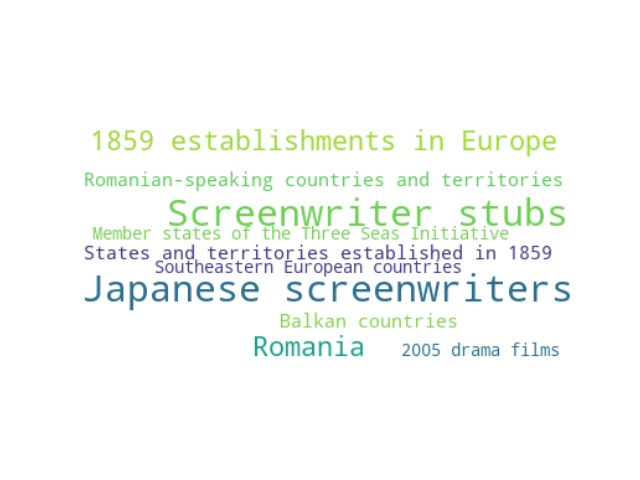 1859 establishments in Europe
Romanian-speaking countries and territories
Screenwriter stubs
Member states of the Three Seas Initiative
States and territories established in 1859
Southeastern European countries
Japanese screenwriters
Balkan countries
Romania
2005 drama films